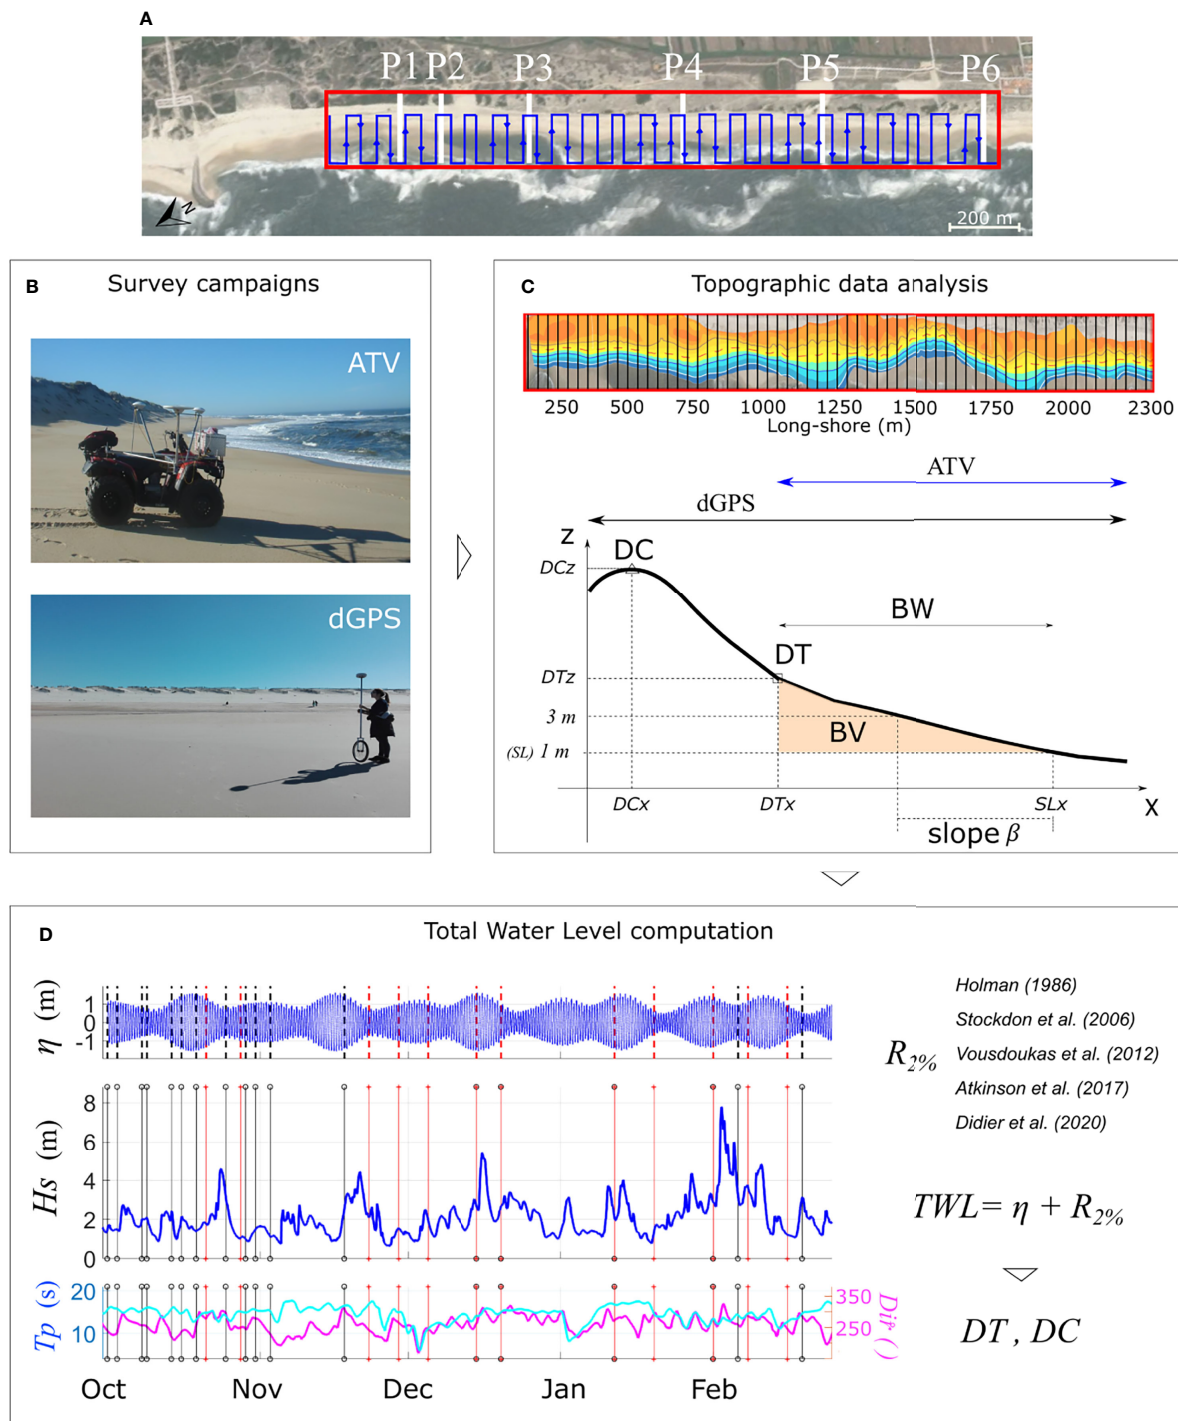 A
P1 P2 P3 P4 P5 P6
N
200 m
B Survey campaigns
ATV
dGPS
C Topographic data analysis
250 500 750 1000 1250 1500 1750 2000 2300
Long-shore (m)
ATV
dGPS
z
DC
DCz
BW
DT
DTz
3 m
BV
(SL) 1 m
DCx DTx SLx
X
slope β
D Total Water Level computation
η (m)
1
0
-1
Hs (m)
8
6
4
2
0
Tp (s)
20
10
350
250
Dir (°)
Oct Nov Dec Jan Feb
R2%
Holman (1986)
Stockdon et al. (2006)
Vousdoukas et al. (2012)
Atkinson et al. (2017)
Didier et al. (2020)
TWL= η + R2%
DT , DC